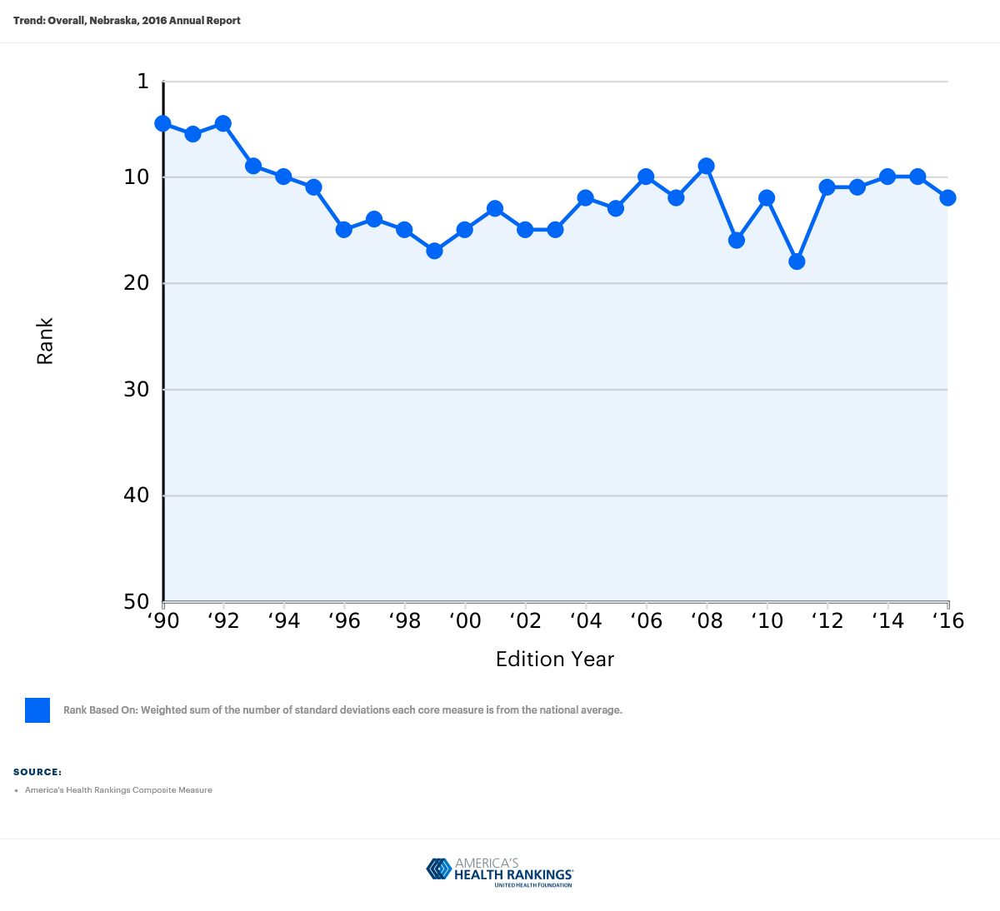 Trend: Overall, Nebraska, 2016 Annual Report
1
10
20
30
40
50
Rank
‘90 ‘92 ‘94 ‘96 ‘98 ‘00 ‘02 ‘04 ‘06 ‘08 ‘10 ‘12 ‘14 ‘16
Edition Year
Rank Based On: Weighted sum of the number of standard deviations each core measure is from the national average.
SOURCE:
• America's Health Rankings Composite Measure
AMERICA'S
HEALTH RANKINGS®
UNITED HEALTH FOUNDATION